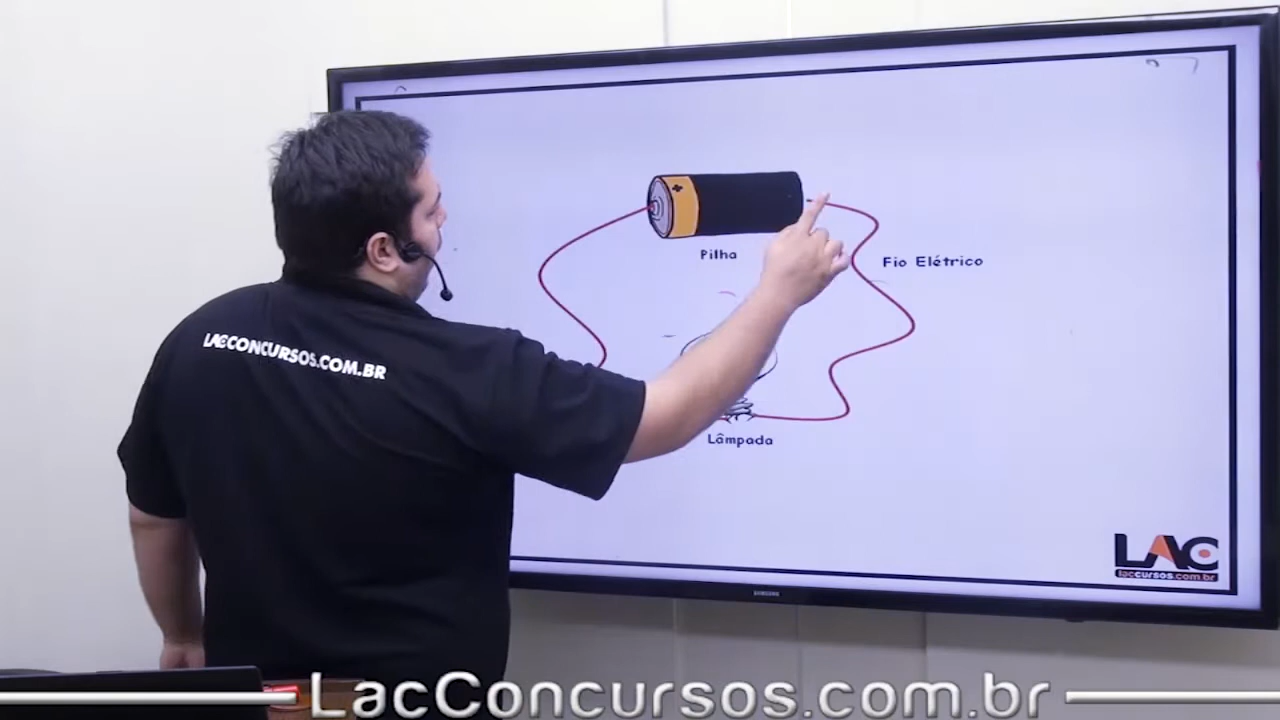 Pilha
Fio Elétrico
LACCONCURSOS.COM.BR
Lâmpada
LAC
laccursos.com.br
SAMSUNG
LacConcursos.com.br